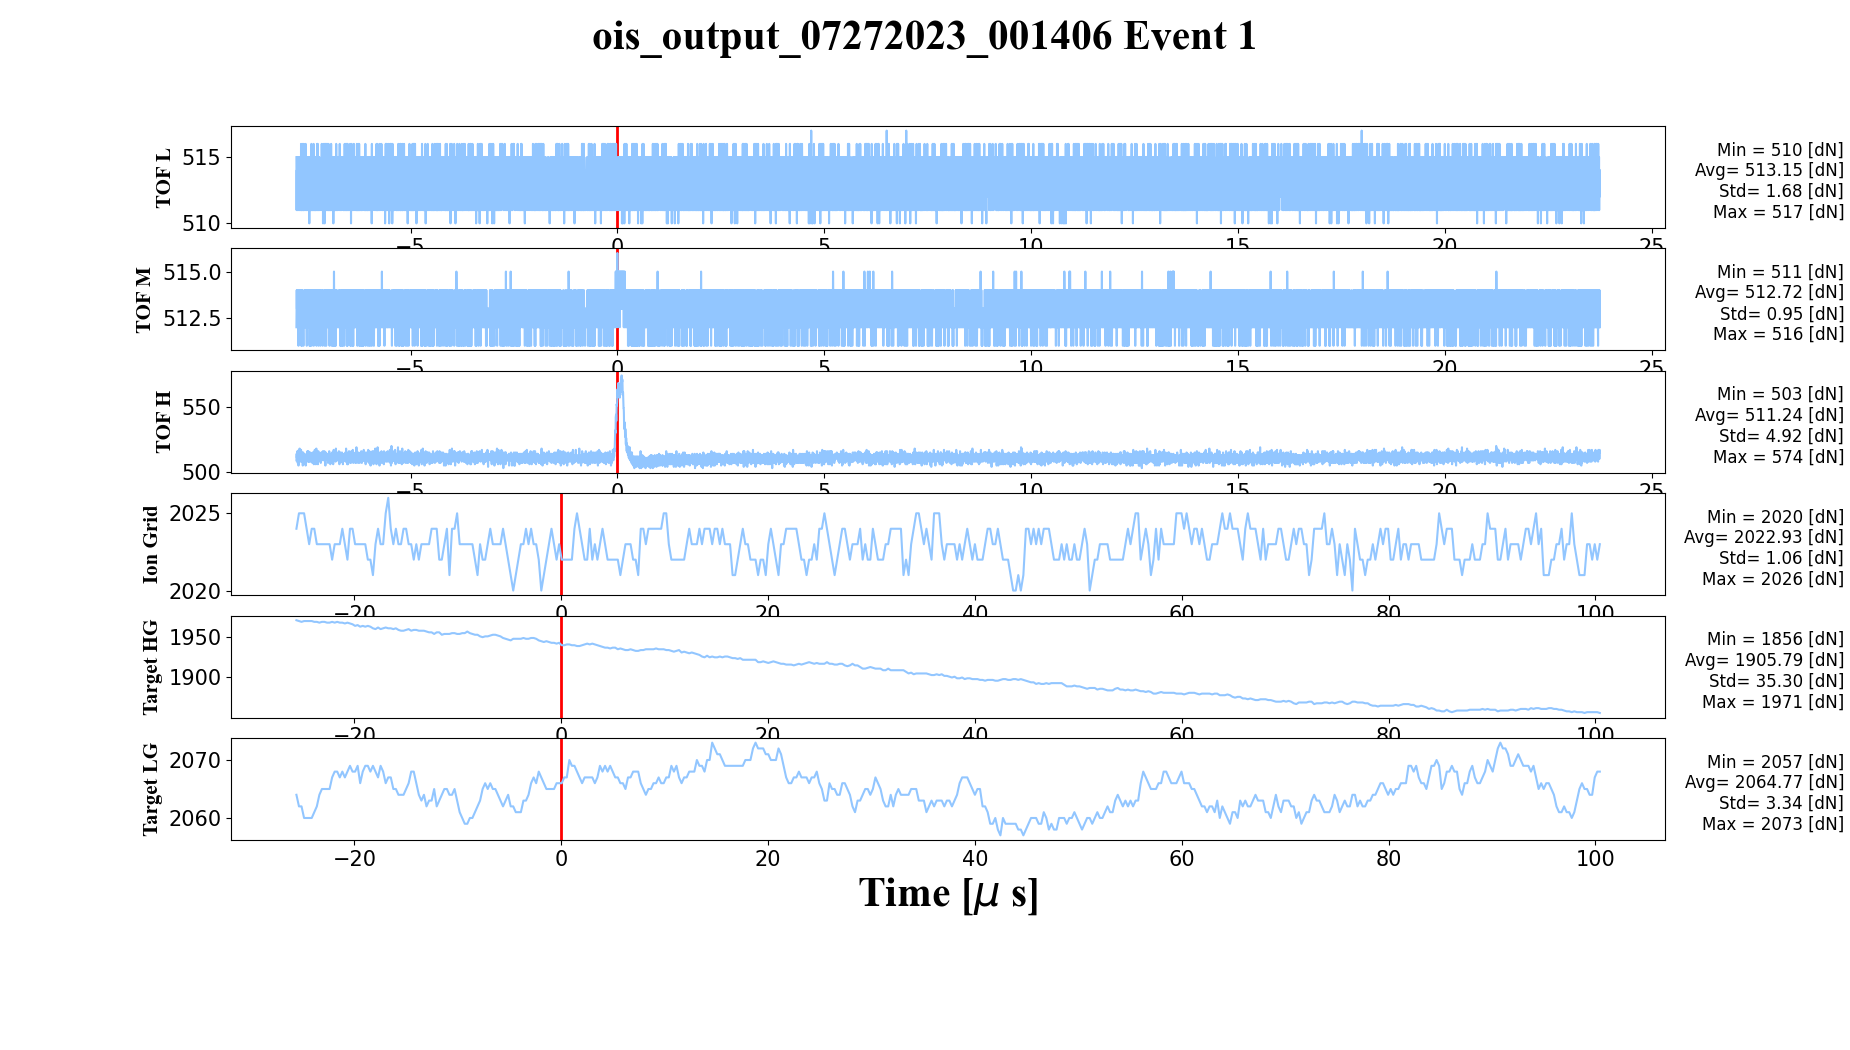 ois_output_07272023_001406 Event 1
TOF L
515
510
−5 0 5 10 15 20 25
Min = 510 [dN]
Avg= 513.15 [dN]
Std= 1.68 [dN]
Max = 517 [dN]
TOF M
515.0
512.5
−5 0 5 10 15 20 25
Min = 511 [dN]
Avg= 512.72 [dN]
Std= 0.95 [dN]
Max = 516 [dN]
TOF H
550
500
−5 0 5 10 15 20 25
Min = 503 [dN]
Avg= 511.24 [dN]
Std= 4.92 [dN]
Max = 574 [dN]
Ion Grid
2025
2020
−20 0 20 40 60 80 100
Min = 2020 [dN]
Avg= 2022.93 [dN]
Std= 1.06 [dN]
Max = 2026 [dN]
Target HG
1950
1900
−20 0 20 40 60 80 100
Min = 1856 [dN]
Avg= 1905.79 [dN]
Std= 35.30 [dN]
Max = 1971 [dN]
Target LG
2070
2060
−20 0 20 40 60 80 100
Min = 2057 [dN]
Avg= 2064.77 [dN]
Std= 3.34 [dN]
Max = 2073 [dN]
Time [μ s]